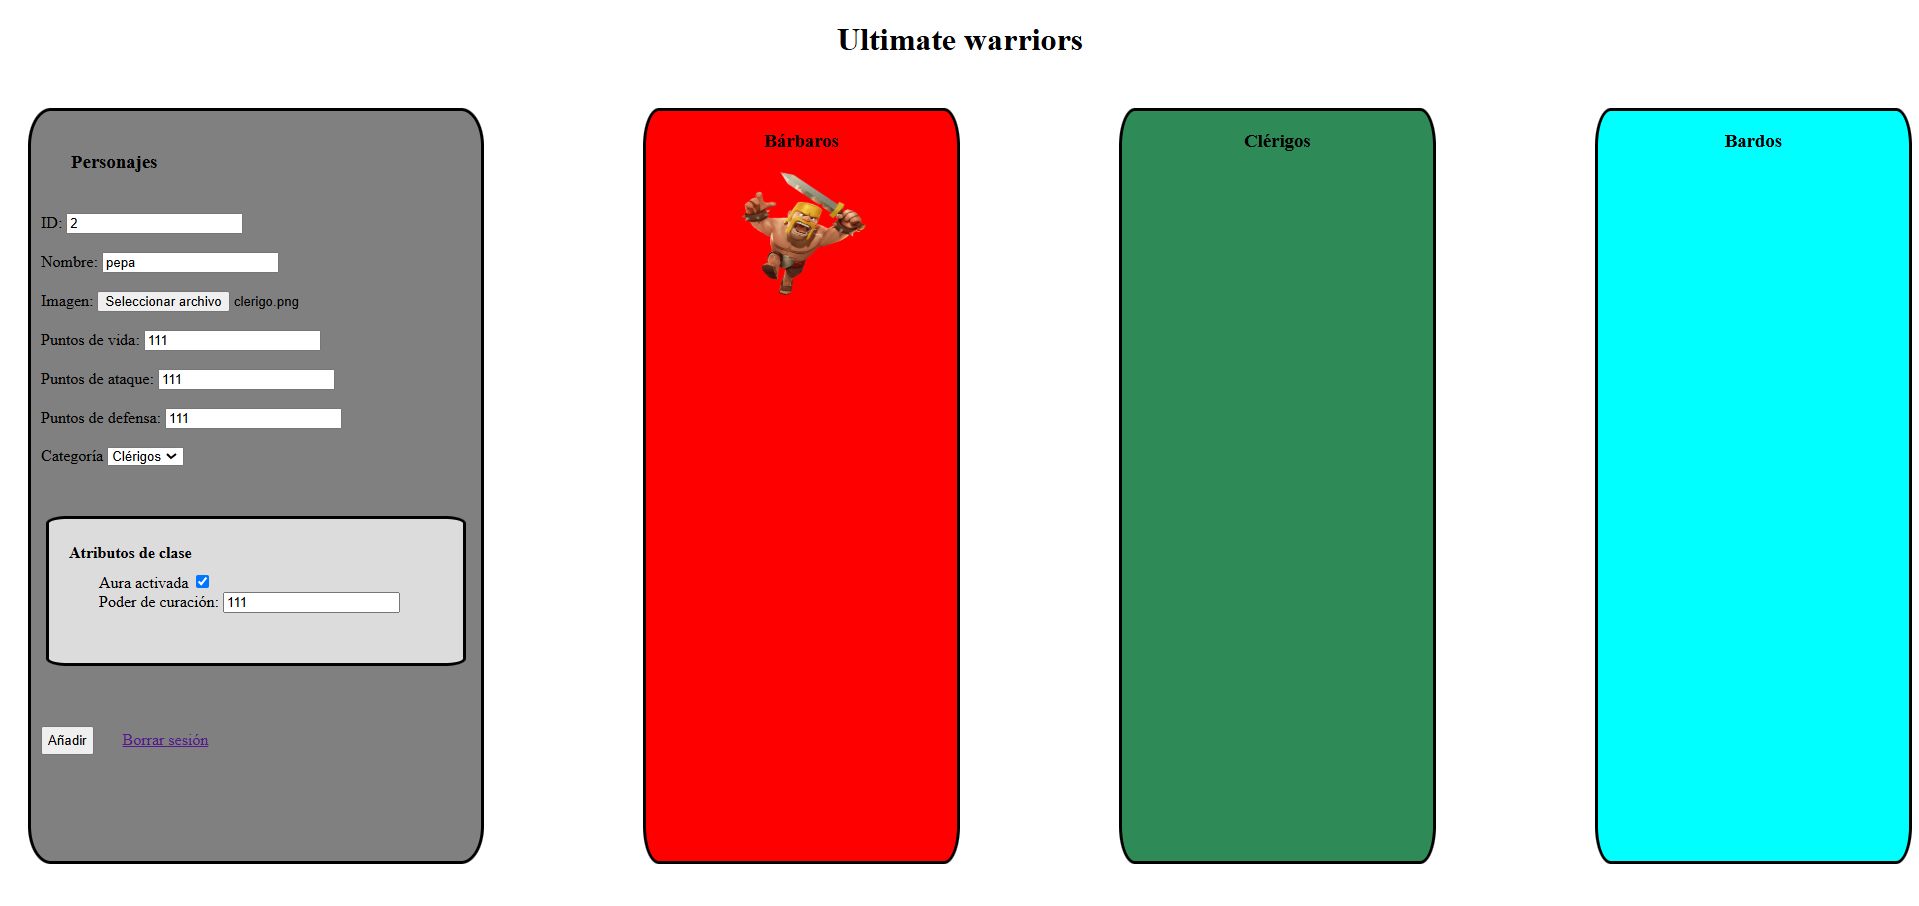 Ultimate warriors
Personajes
ID: 2
Nombre: pepa
Imagen: Seleccionar archivo clerigo.png
Puntos de vida: 111
Puntos de ataque: 111
Puntos de defensa: 111
Categoría Clérigos
Atributos de clase
Aura activada
Poder de curación: 111
Añadir Borrar sesión
Bárbaros
Clérigos
Bardos